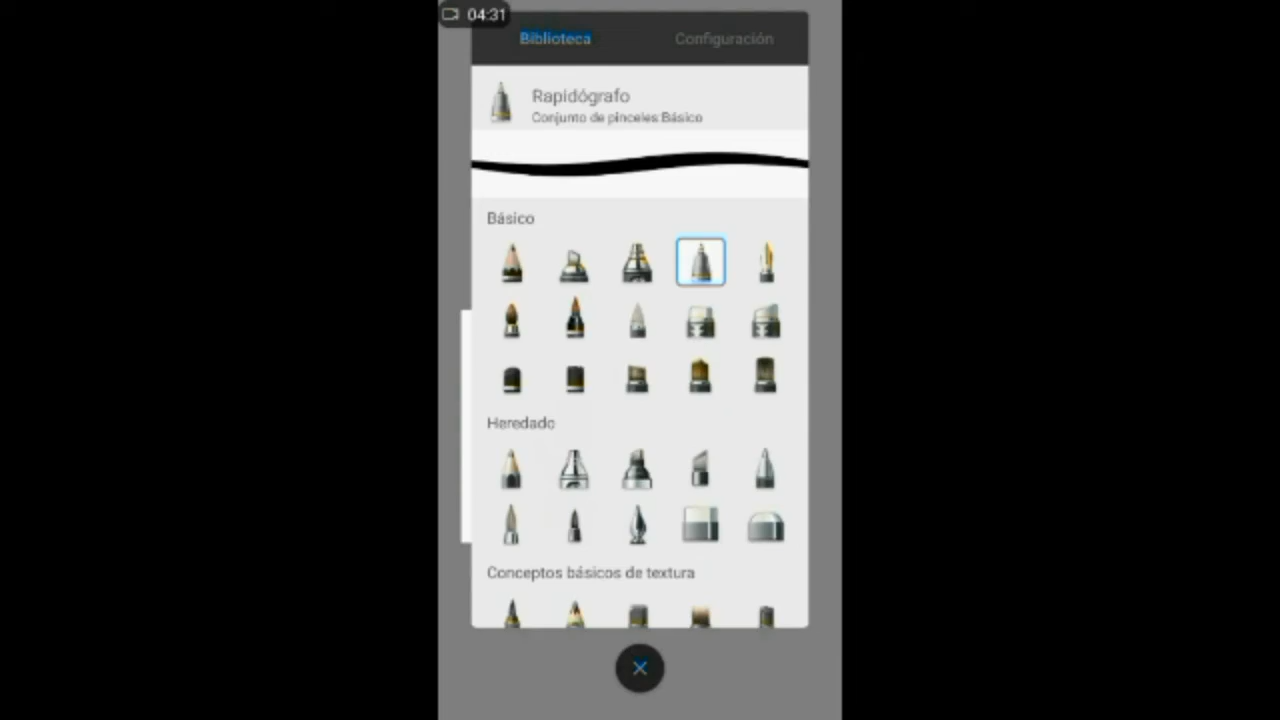 04:31
Biblioteca
Configuración
Rapidógrafo
Conjunto de pinceles Básico
Básico
Heredado
Conceptos básicos de textura